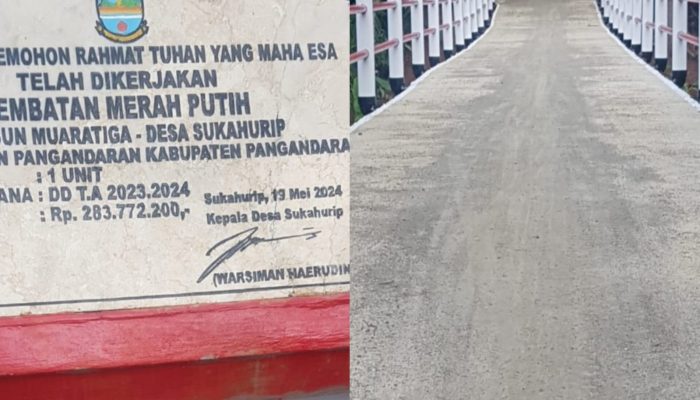 EMOHON RAHMAT TUHAN YANG MAHA ESA
TELAH DIKERJAKAN
EMBATAN MERAH PUTIH
UN MUARATIGA - DESA SUKAHURIP
N PANGANDARAN KABUPATEN PANGANDARA
: 1 UNIT
ANA : DD T.A 2023.2024
: Rp. 283.772.200,-
Sukahurip, 19 Mei 2024
Kepala Desa Sukahurip
(WARSIMAN HAERUDIN